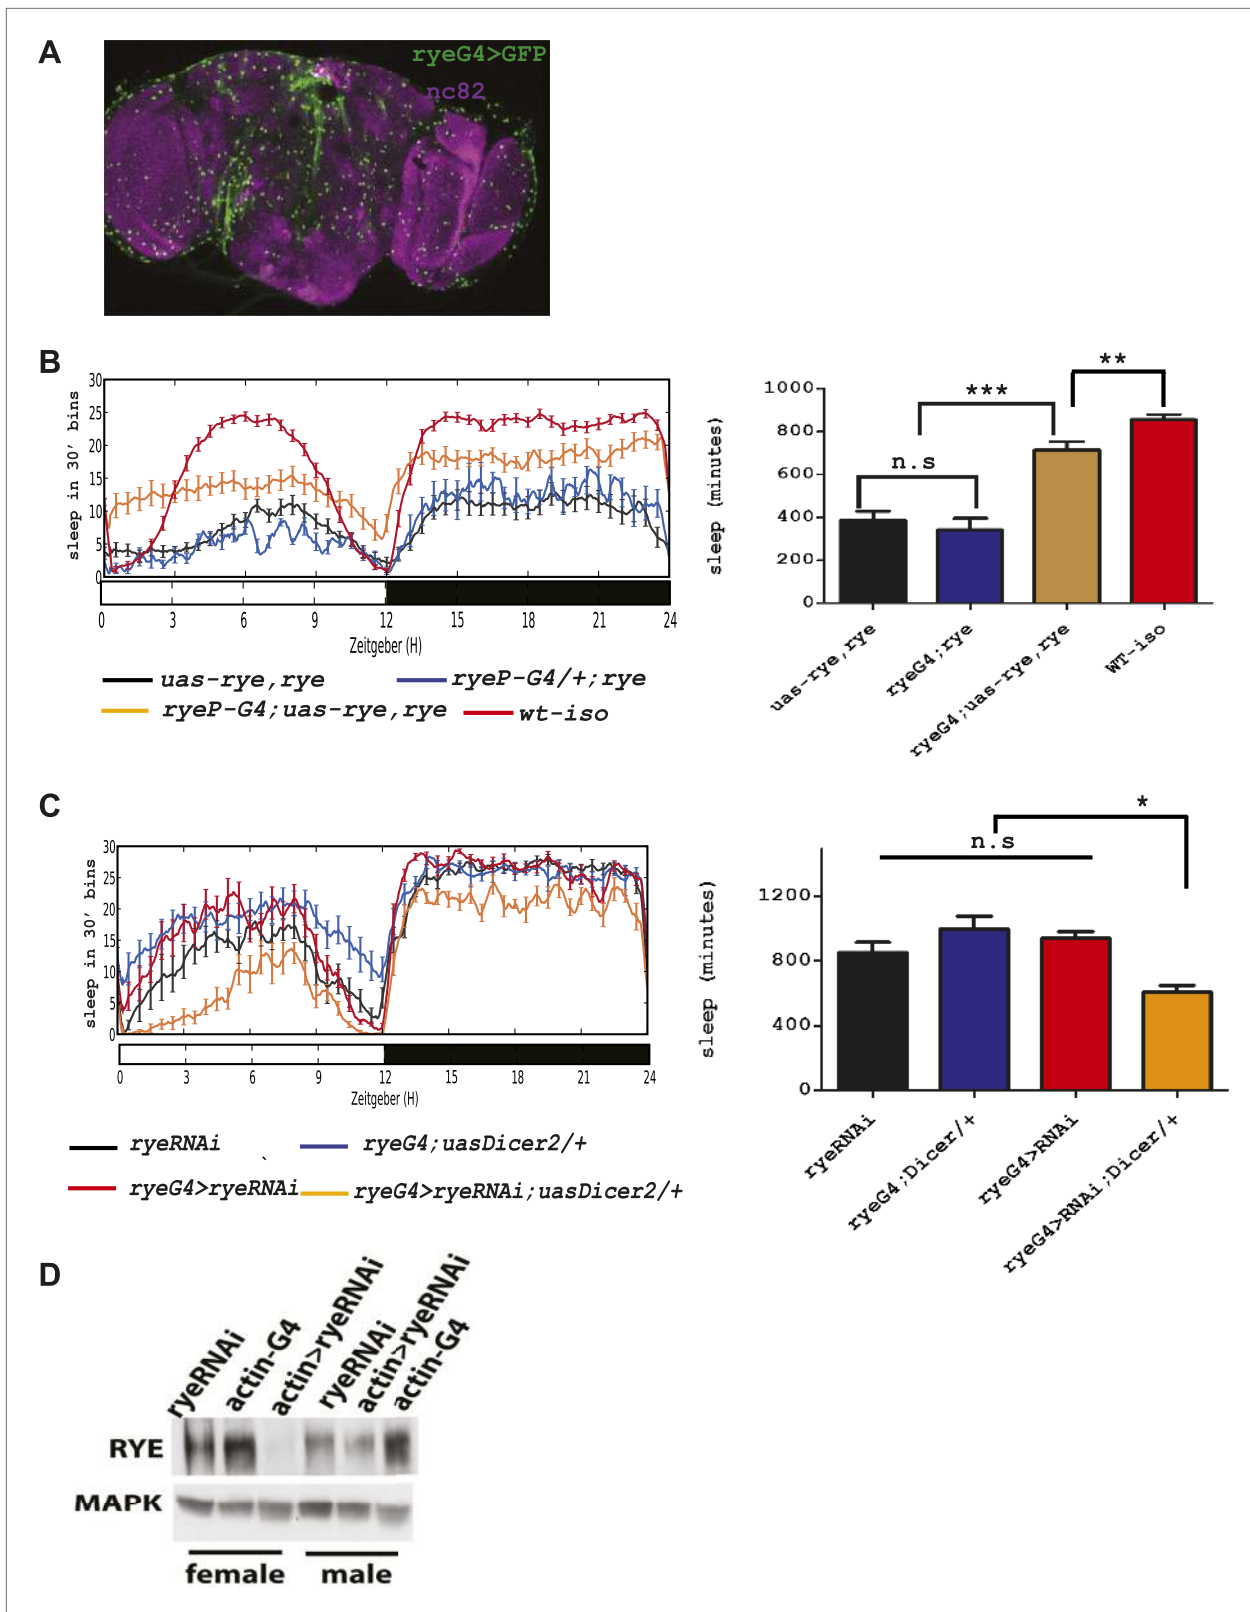 A
ryeG4>GFP
nc82
B
sleep in 30' bins
30
25
20
15
10
5
0
0 3 6 9 12 15 18 21 24
Zeitgeber (H)
uas-rye,rye
ryeP-G4/+;rye
ryeP-G4;uas-rye,rye
wt-iso
sleep (minutes)
1000
800
600
400
200
0
n.s
***
**
uas-rye,rye
ryeG4;rye
ryeG4;uas-rye,rye
WT-iso
C
sleep in 30' bins
30
25
20
15
10
5
0
0 3 6 9 12 15 18 21 24
Zeitgeber (H)
ryeRNAi
ryeG4;uasDicer2/+
ryeG4>ryeRNAi
ryeG4>ryeRNAi;uasDicer2/+
sleep (minutes)
1200
800
400
0
n.s
*
ryeRNAi
ryeG4;Dicer/+
ryeG4>RNAi
ryeG4>RNAi;Dicer/+
D
ryeRNAi
actin-G4
actin>ryeRNAi
ryeRNAi
actin>ryeRNAi
actin-G4
RYE
MAPK
female
male